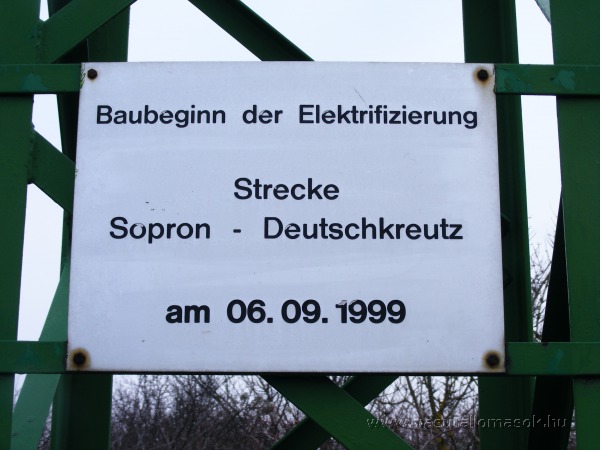 Baubeginn der Elektrifizierung
Strecke
Sopron - Deutschkreutz
am 06.09.1999
www.vasutallomasok.hu